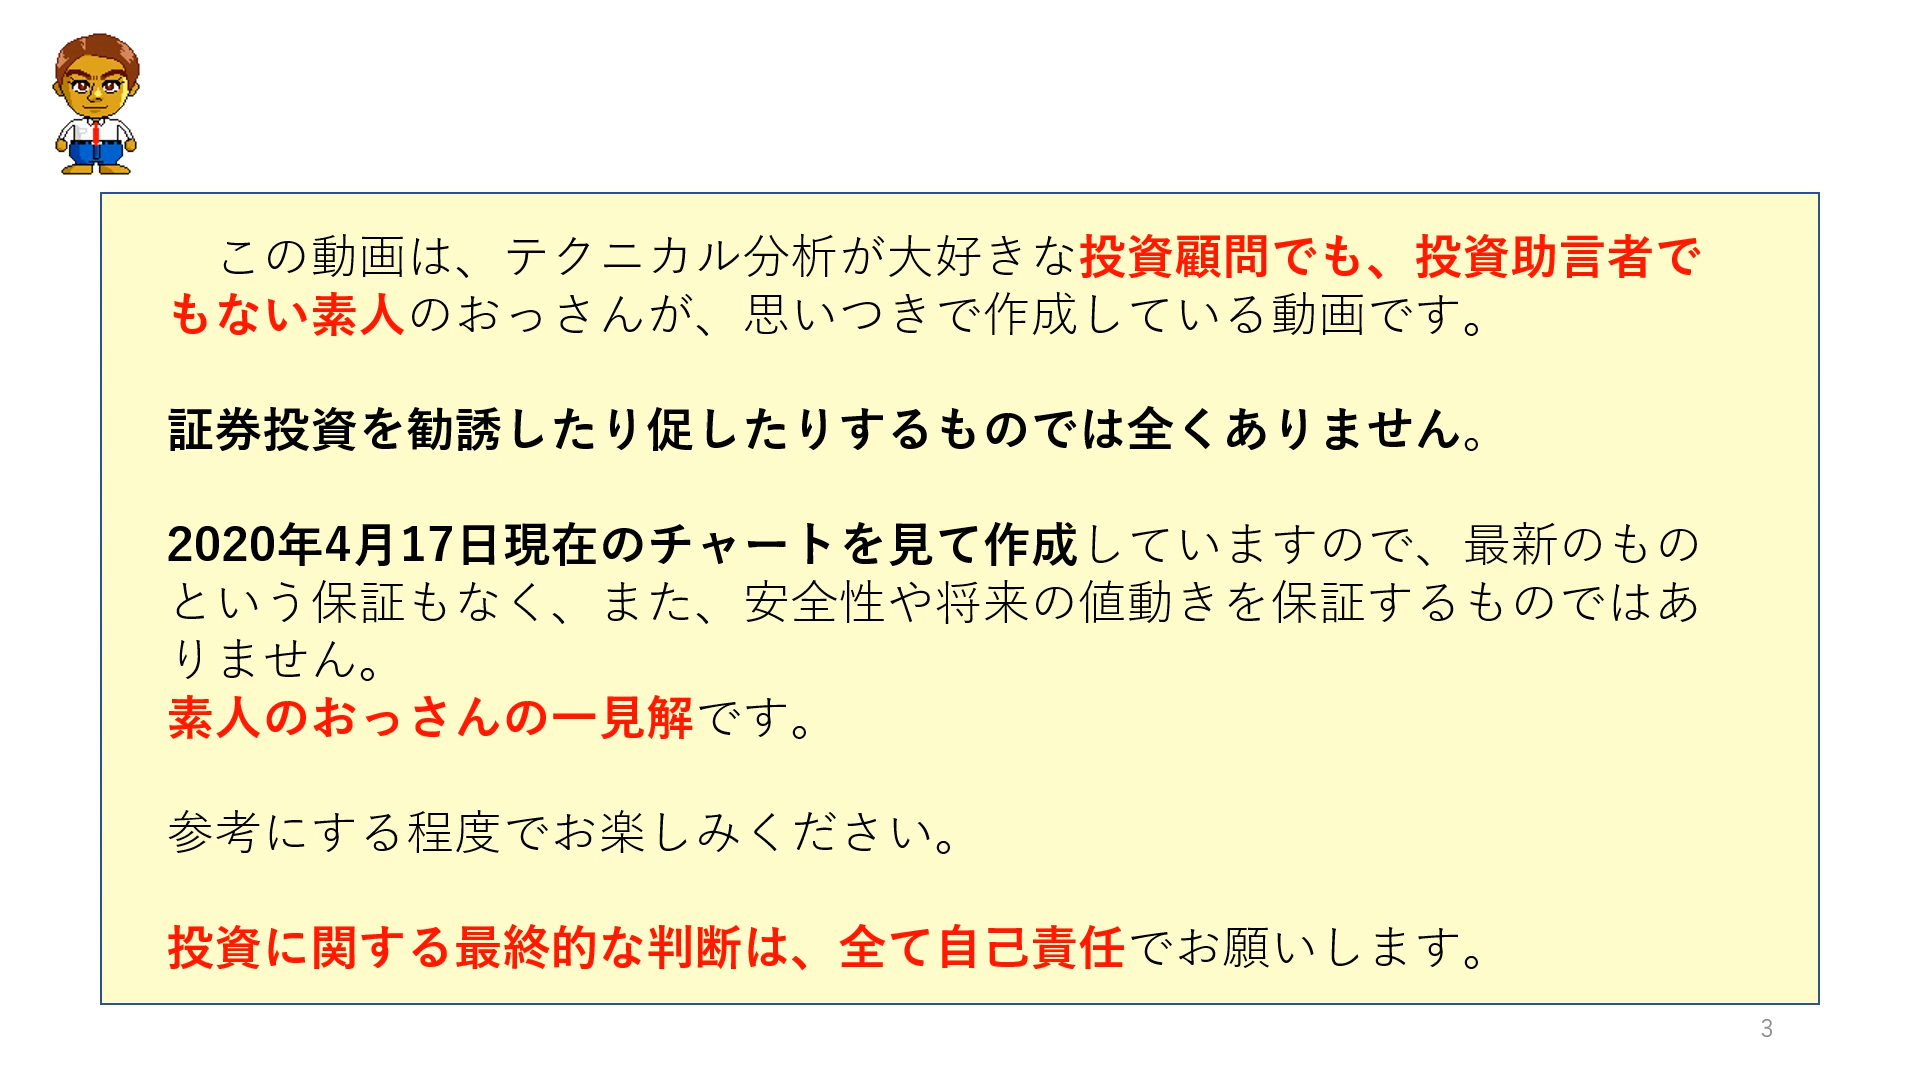 この動画は、テクニカル分析が大好きな投資顧問でも、投資助言者で
もない素人のおっさんが、思いつきで作成している動画です。
証券投資を勧誘したり促したりするものでは全くありません。
2020年4月17日現在のチャートを見て作成していますので、最新のもの
という保証もなく、また、安全性や将来の値動きを保証するものではあ
りません。
素人のおっさんの一見解です。
参考にする程度でお楽しみください。
投資に関する最終的な判断は、全て自己責任でお願いします。
3